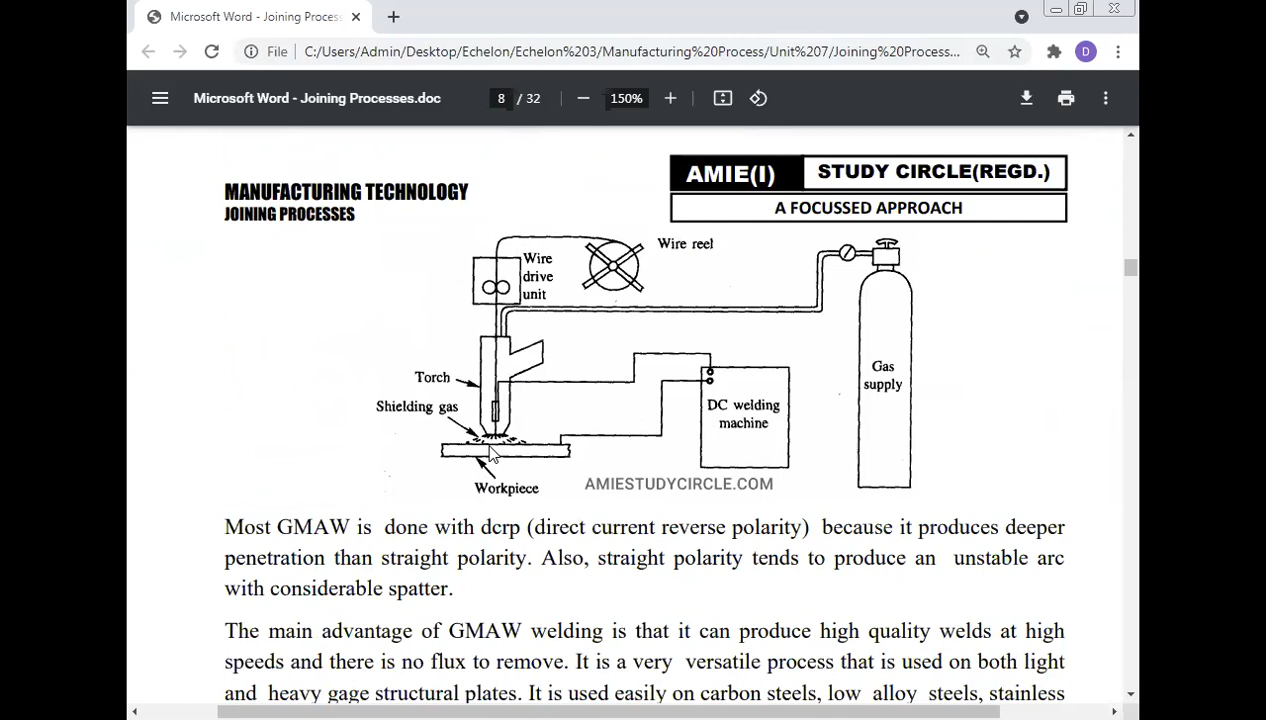 Microsoft Word - Joining Process
File
C:/Users/Admin/Desktop/Echelon/Echelon%203/Manufacturing%20Process/Unit%207/Joining%20Process...
D
Microsoft Word - Joining Processes.doc
8 / 32
150%
MANUFACTURING TECHNOLOGY
JOINING PROCESSES
AMIE(I)
STUDY CIRCLE(REGD.)
A FOCUSSED APPROACH
Wire reel
Wire
drive
unit
Torch
Shielding gas
Workpiece
DC welding
machine
Gas
supply
AMIESTUDYCIRCLE.COM
Most GMAW is done with dcrp (direct current reverse polarity) because it produces deeper
penetration than straight polarity. Also, straight polarity tends to produce an unstable arc
with considerable spatter.
The main advantage of GMAW welding is that it can produce high quality welds at high
speeds and there is no flux to remove. It is a very versatile process that is used on both light
and heavy gage structural plates. It is used easily on carbon steels, low alloy steels, stainless